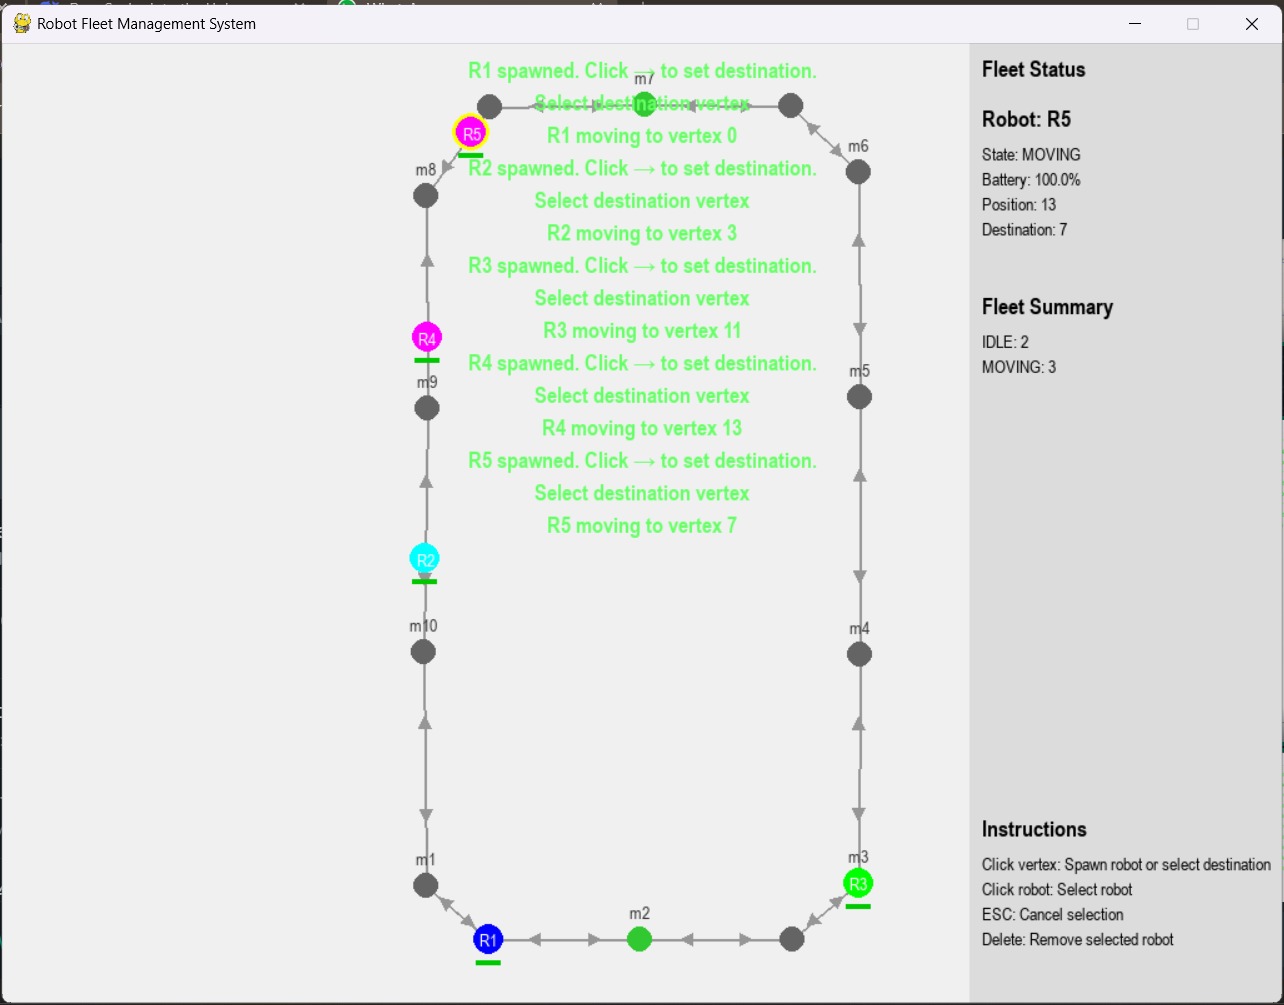 Robot Fleet Management System
R1 spawned. Click → to set destination.
m7
Select destination vertex
R1 moving to vertex 0
R2 spawned. Click → to set destination.
Select destination vertex
R2 moving to vertex 3
R3 spawned. Click → to set destination.
Select destination vertex
R3 moving to vertex 11
R4 spawned. Click → to set destination.
Select destination vertex
R4 moving to vertex 13
R5 spawned. Click → to set destination.
Select destination vertex
R5 moving to vertex 7
R5
m6
m8
R4
m5
m9
R2
m10
m4
m1
m3
R3
m2
R1
Fleet Status
Robot: R5
State: MOVING
Battery: 100.0%
Position: 13
Destination: 7
Fleet Summary
IDLE: 2
MOVING: 3
Instructions
Click vertex: Spawn robot or select destination
Click robot: Select robot
ESC: Cancel selection
Delete: Remove selected robot